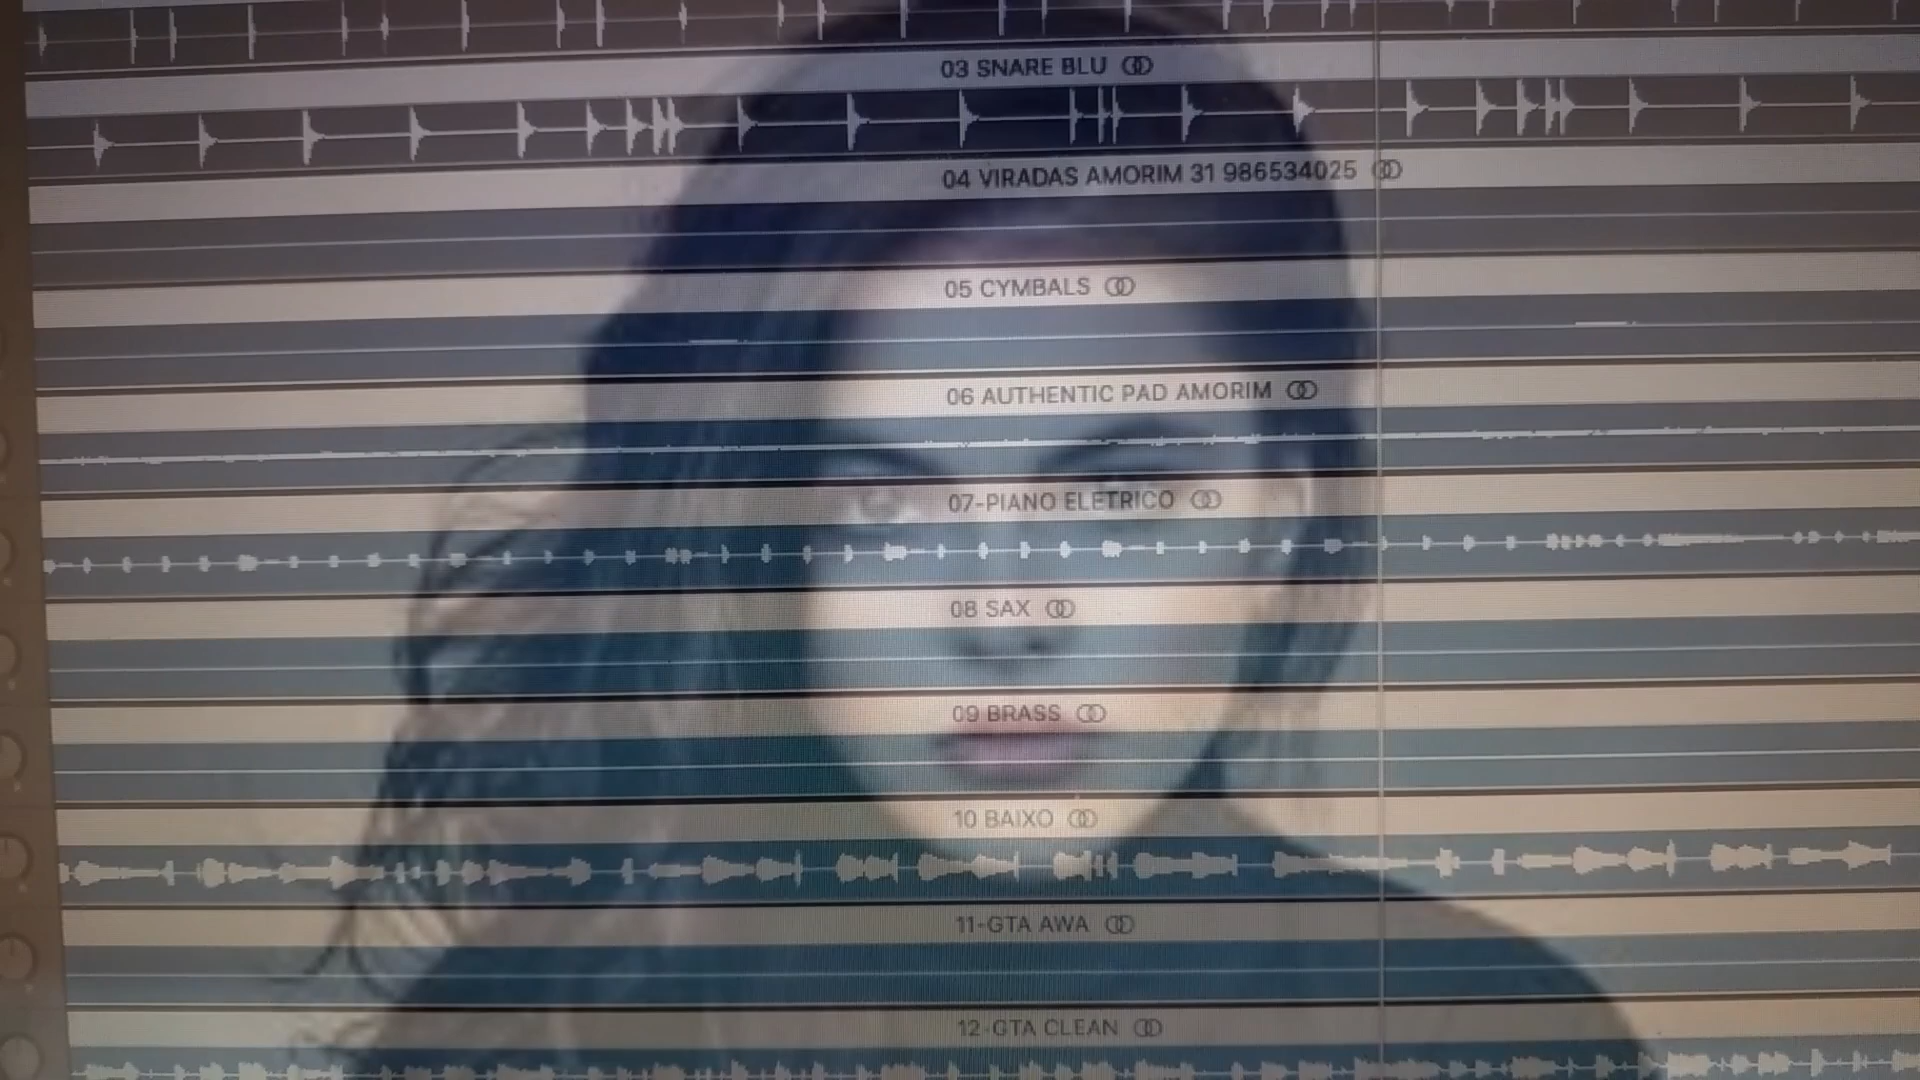 03 SNARE BLU
04 VIRADAS AMORIM 31 986534025
05 CYMBALS
06 AUTHENTIC PAD AMORIM
07-PIANO ELETRICO
08 SAX
09 BRASS
10 BAIXO
11-GTA AWA
12-GTA CLEAN